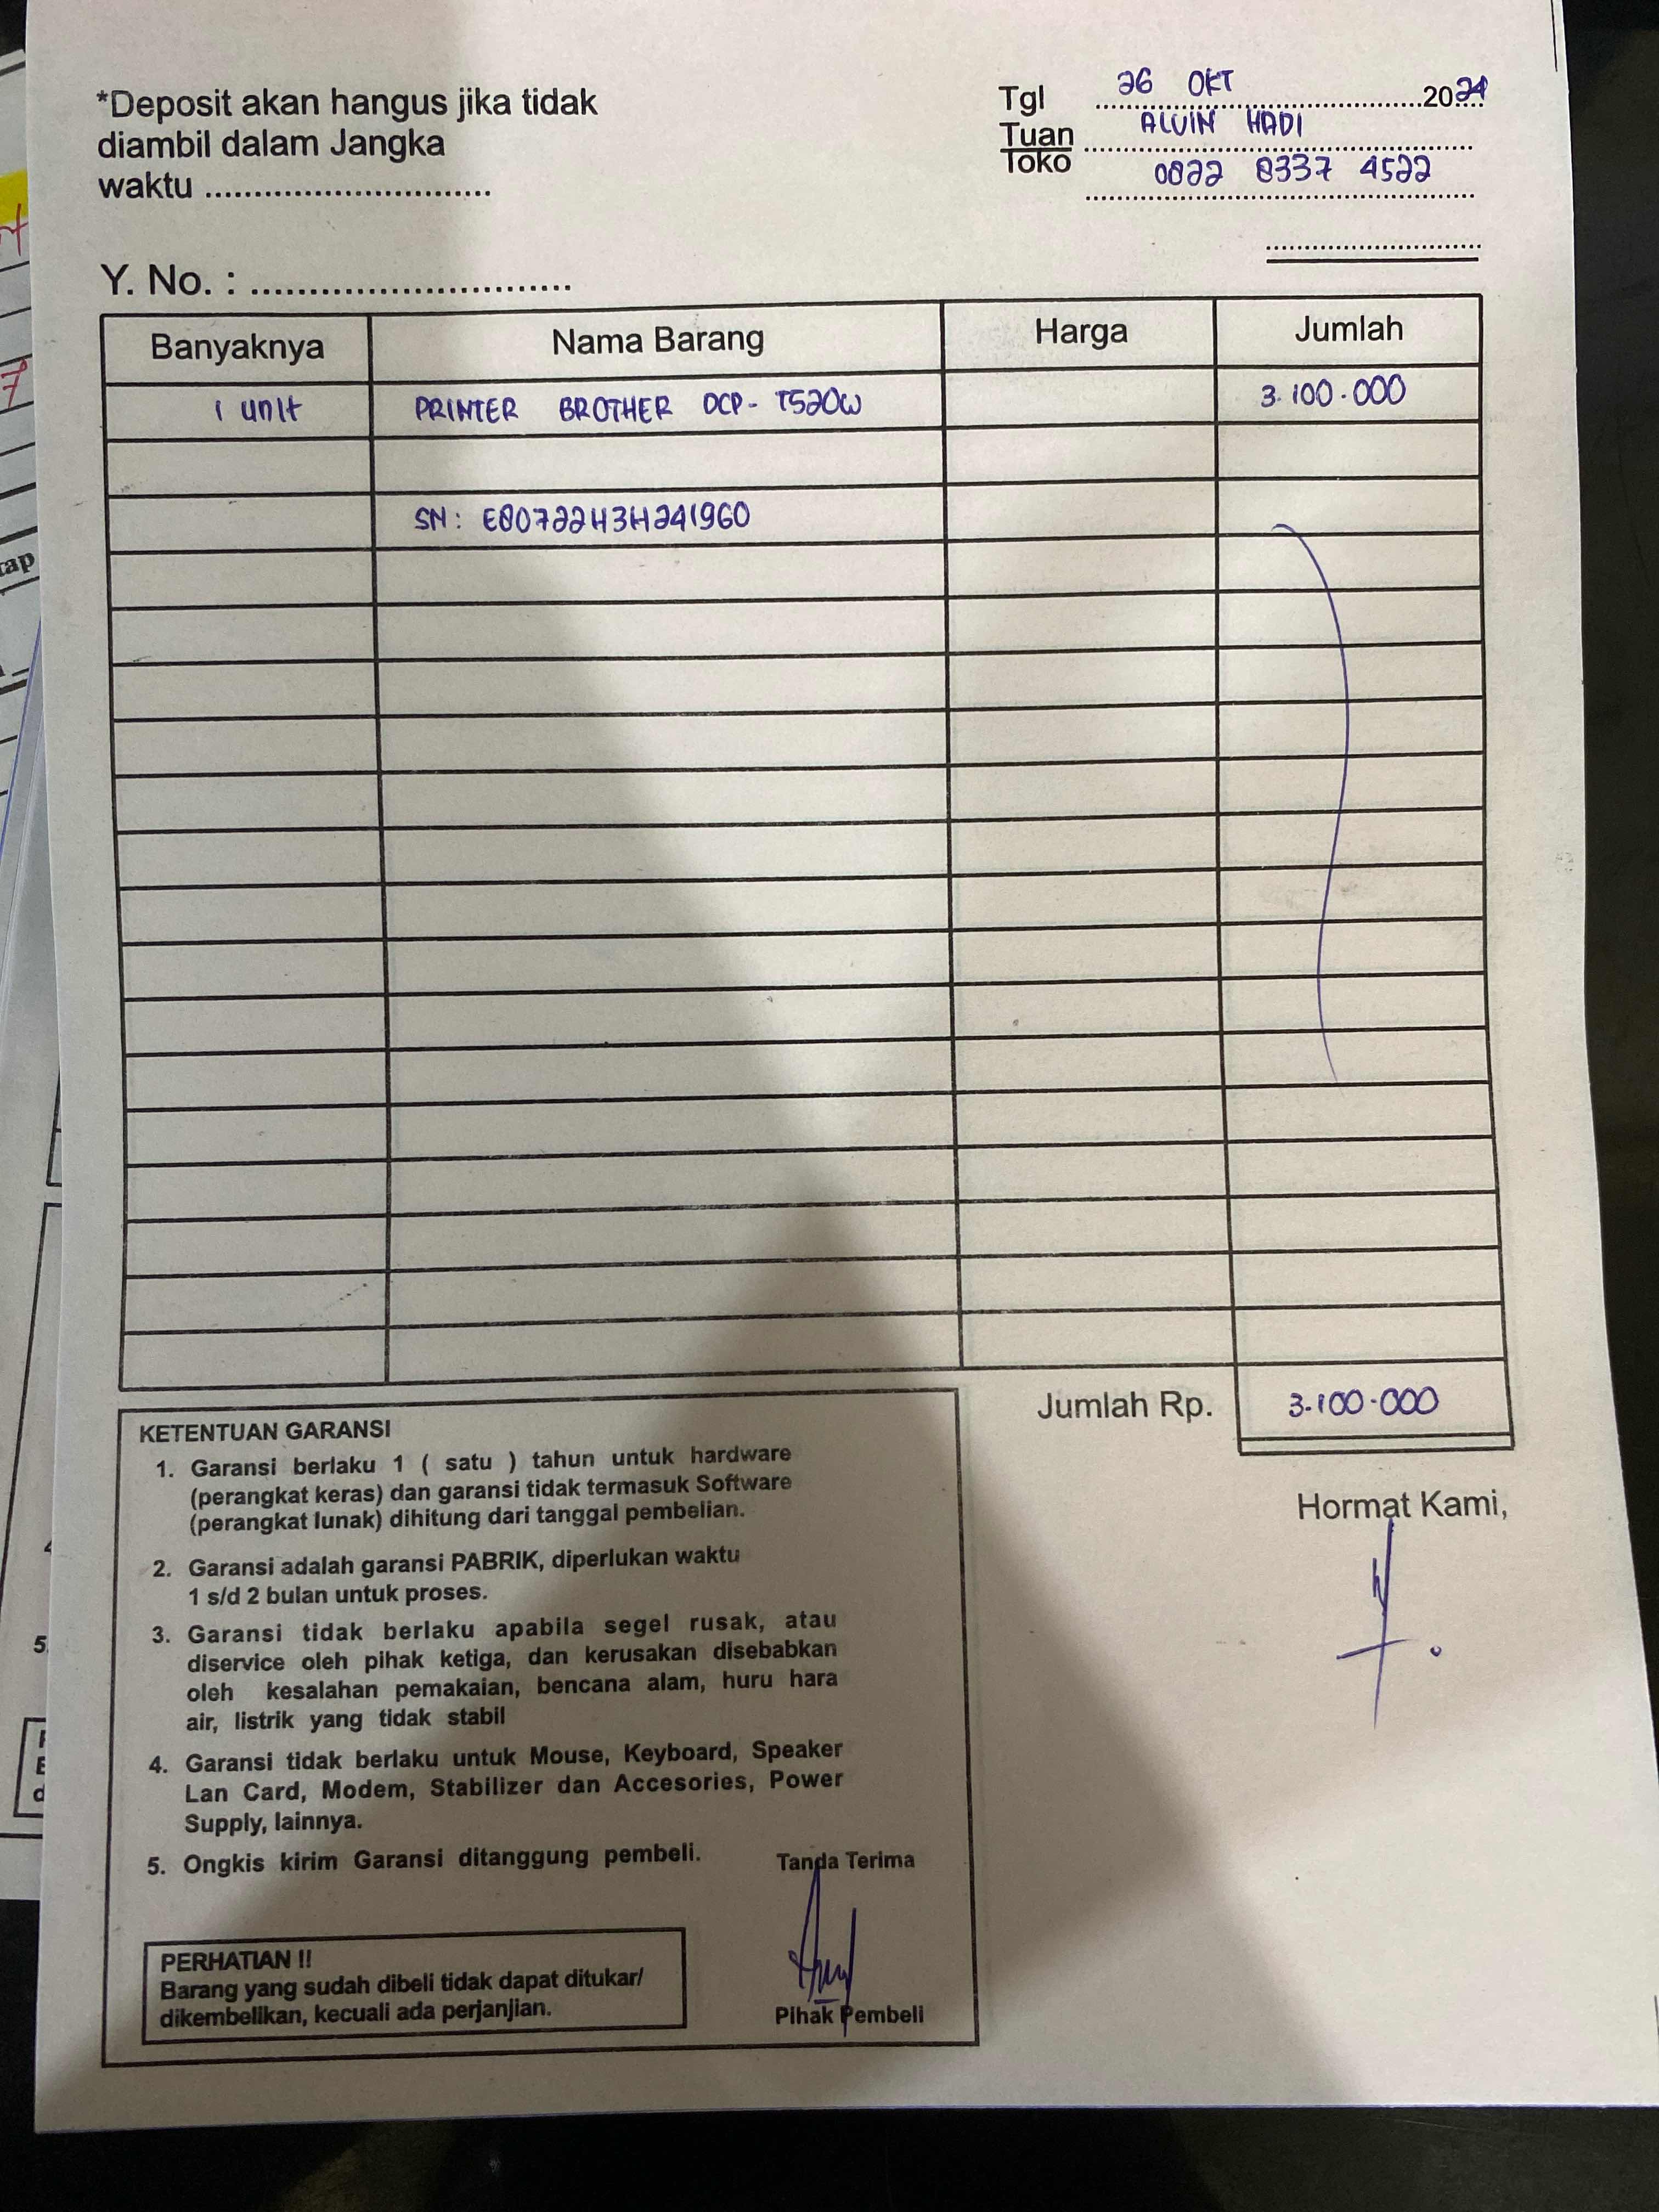 *Deposit akan hangus jika tidak
diambil dalam Jangka
waktu ............................
Tgl 26 OKT 2024
Tuan ALVIN HADI
Toko 0822 8337 4522
Y. No. : ............................
Banyaknya Nama Barang Harga Jumlah
1 unit PRINTER BROTHER DCP- T520W 3.100.000
SN: E80722H3H241960
Jumlah Rp. 3.100.000
KETENTUAN GARANSI
1. Garansi berlaku 1 ( satu ) tahun untuk hardware
(perangkat keras) dan garansi tidak termasuk Software
(perangkat lunak) dihitung dari tanggal pembelian.
2. Garansi adalah garansi PABRIK, diperlukan waktu
1 s/d 2 bulan untuk proses.
3. Garansi tidak berlaku apabila segel rusak, atau
diservice oleh pihak ketiga, dan kerusakan disebabkan
oleh kesalahan pemakaian, bencana alam, huru hara
air, listrik yang tidak stabil
4. Garansi tidak berlaku untuk Mouse, Keyboard, Speaker
Lan Card, Modem, Stabilizer dan Accesories, Power
Supply, lainnya.
5. Ongkis kirim Garansi ditanggung pembeli.
PERHATIAN !!
Barang yang sudah dibeli tidak dapat ditukar/
dikembelikan, kecuali ada perjanjian.
Tanda Terima
Pihak Pembeli
Hormat Kami,